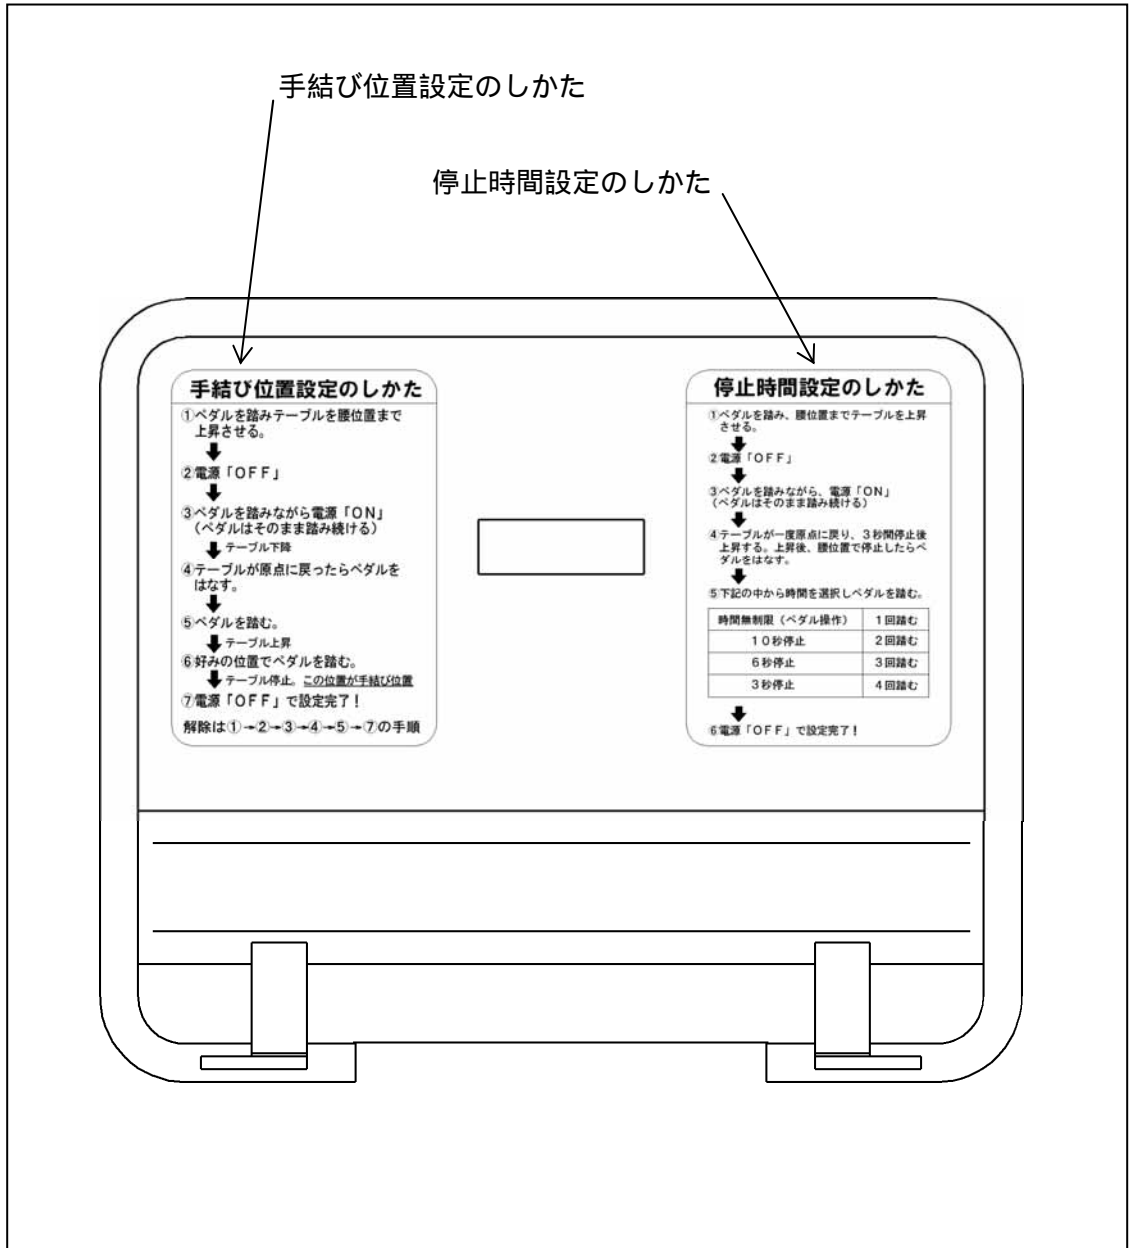 手結び位置設定のしかた
停止時間設定のしかた
手結び位置設定のしかた
①ペダルを踏みテーブルを腰位置まで
上昇させる。
②電源「OFF」
③ペダルを踏みながら電源「ON」
（ペダルはそのまま踏み続ける）
テーブル下降
④テーブルが原点に戻ったらペダルを
はなす。
⑤ペダルを踏む。
テーブル上昇
⑥好みの位置でペダルを踏む。
テーブル停止。この位置が手結び位置
⑦電源「OFF」で設定完了！
解除は①→②→③→④→⑤→⑦の手順
停止時間設定のしかた
①ペダルを踏み、腰位置までテーブルを上昇
させる。
②電源「OFF」
③ペダルを踏みながら、電源「ON」
（ペダルはそのまま踏み続ける）
④テーブルが一度原点に戻り、3秒間停止後
上昇する。上昇後、腰位置で停止したらペ
ダルをはなす。
⑤下記の中から時間を選択しペダルを踏む。
時間無制限（ペダル操作） 1回踏む
10秒停止 2回踏む
6秒停止 3回踏む
3秒停止 4回踏む
⑥電源「OFF」で設定完了！